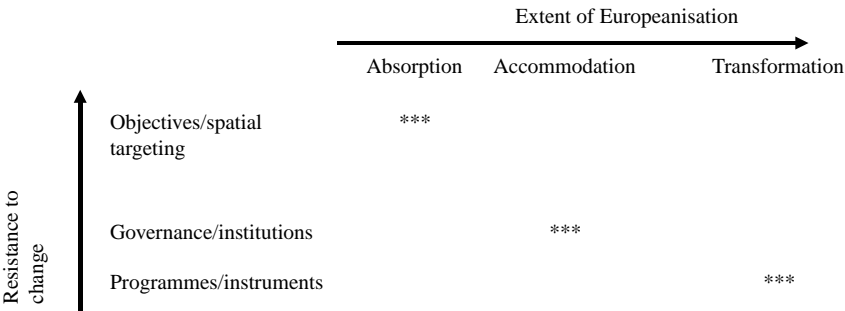 Extent of Europeanisation
Absorption Accommodation Transformation
Objectives/spatial ***
targeting
Governance/institutions ***
Programmes/instruments ***
Resistance to
change